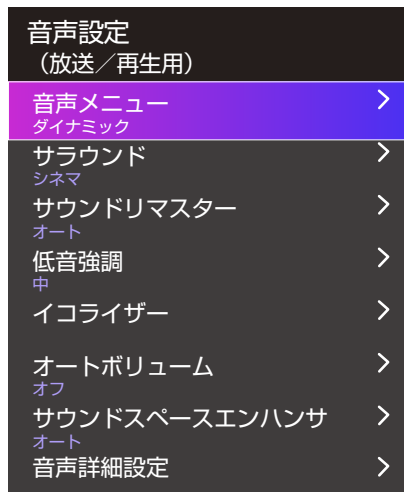 音声設定
（放送／再生用）
音声メニュー
ダイナミック
サラウンド
シネマ
サウンドリマスター
オート
低音強調
中
イコライザー
オートボリューム
オフ
サウンドスペースエンハンサ
オート
音声詳細設定